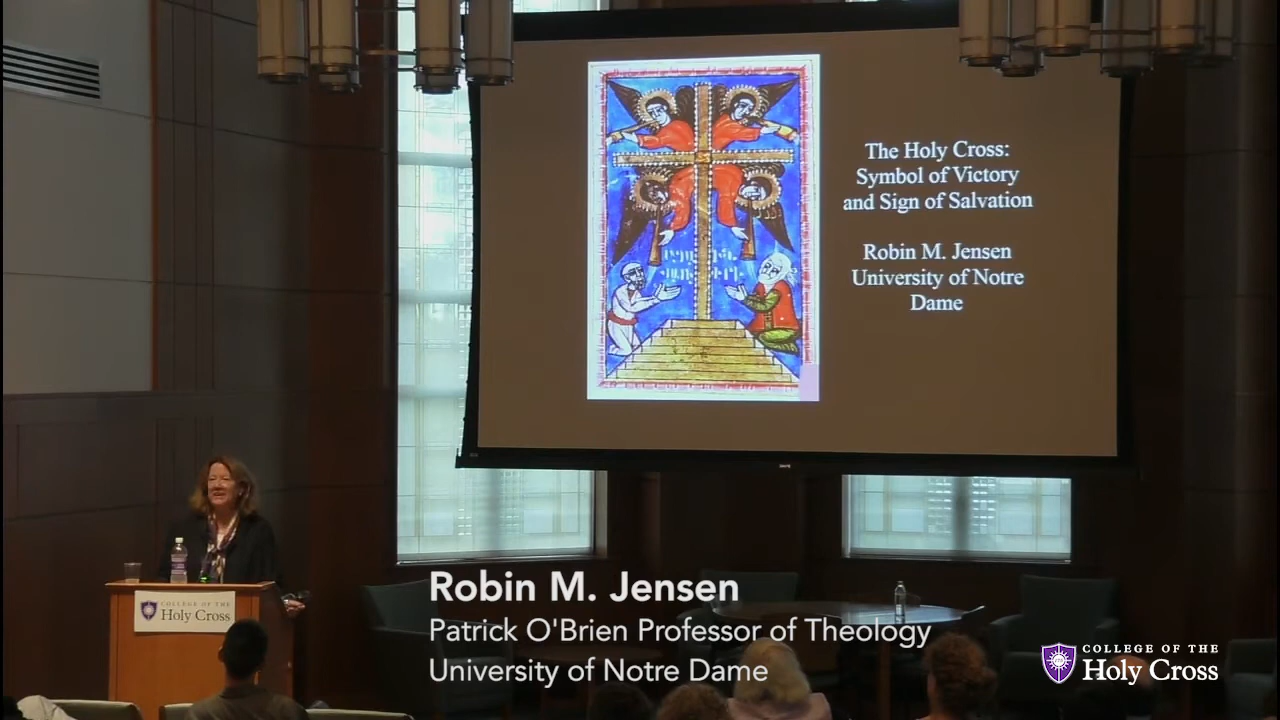 The Holy Cross:
Symbol of Victory
and Sign of Salvation
Robin M. Jensen
University of Notre
Dame
COLLEGE OF THE
Holy Cross
Robin M. Jensen
Patrick O'Brien Professor of Theology
University of Notre Dame
COLLEGE OF THE
Holy Cross